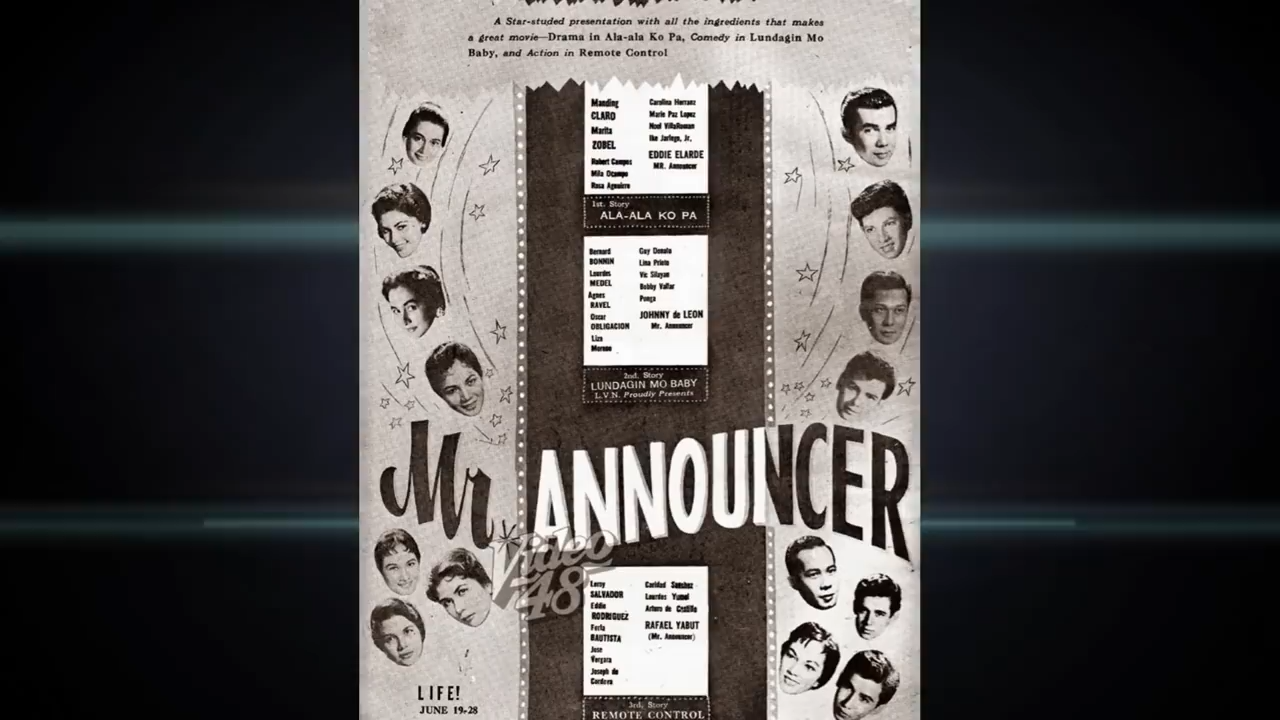 A Star-studed presentation with all the ingredients that makes
a great movie—Drama in Ala-ala Ko Pa, Comedy in Lundagin Mo
Baby, and Action in Remote Control
Manding
CLARO
Marita
ZOBEL
Robert Campos
Mila Ocampo
Rosa Aguirre
Carolina Herranz
Marie Paz Lopez
Noel VillaRoman
Ike Jarlego, Jr.
EDDIE ELARDE
MR. Announcer
1st. Story
ALA-ALA KO PA
Bernard
BONNIN
Lourdes
MEDEL
Agnes
RAVEL
Oscar
OBLIGACION
Liza
Moreno
Guy Donato
Lina Prieto
Vic Silayan
Bobby Vallar
Punga
JOHNNY de LEON
Mr. Announcer
2nd. Story
LUNDAGIN MO BABY
L.V.N. Proudly Presents
Mr. ANNOUNCER
Video
48
Leroy
SALVADOR
Eddie
RODRIGUEZ
Perla
BAUTISTA
Jose
Vergara
Joseph de
Cordova
Caridad Sanchez
Lourdes Yumol
Arturo de Castillo
RAFAEL YABUT
(Mr. Announcer)
3rd. Story
REMOTE CONTROL
LIFE!
JUNE 19-28